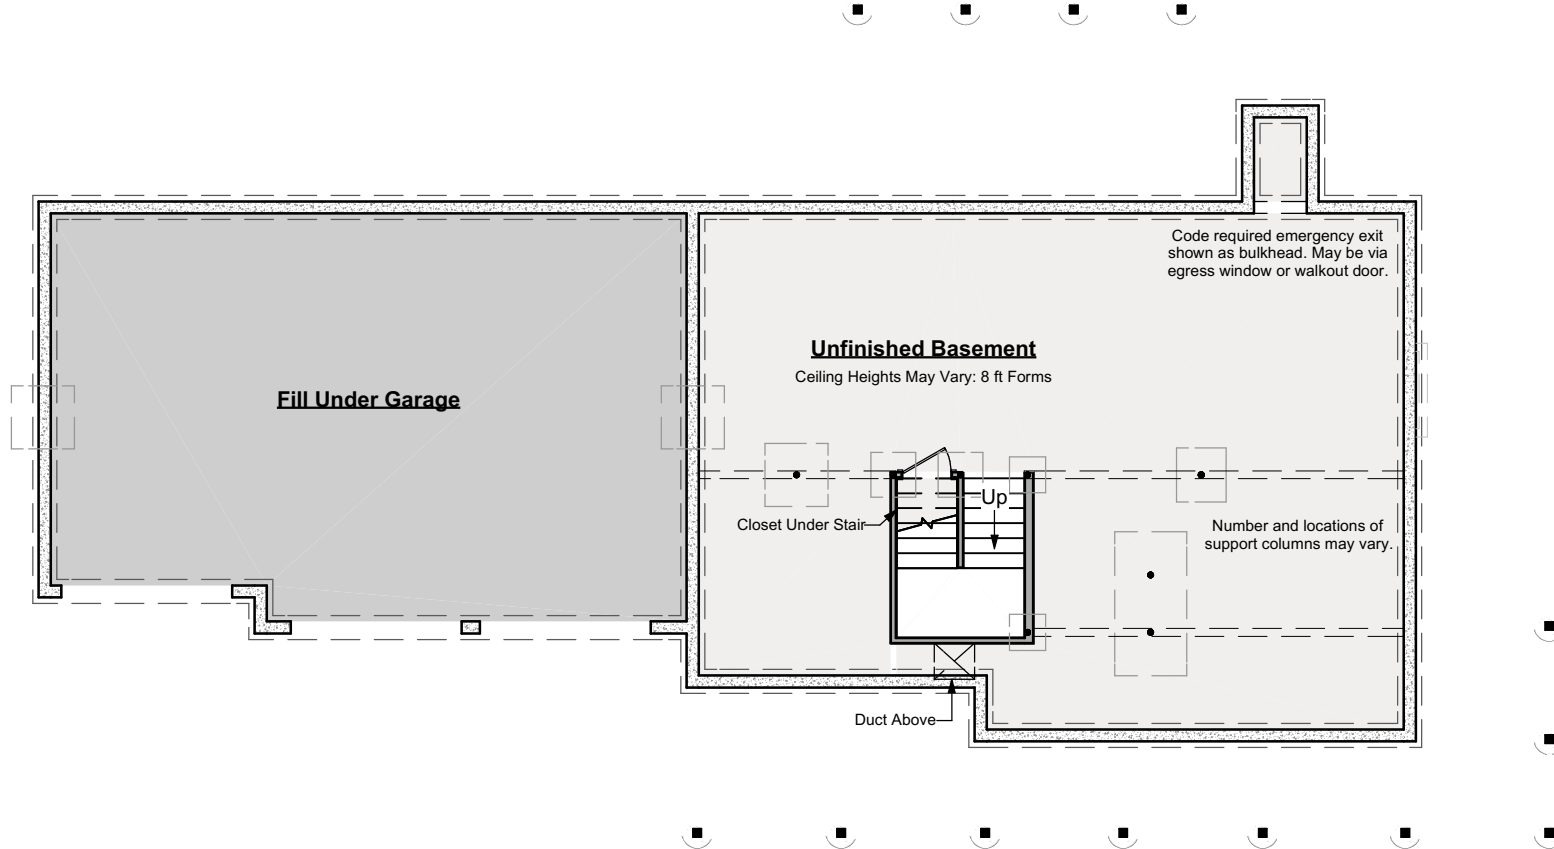 Code required emergency exit
shown as bulkhead. May be via
egress window or walkout door.
Unfinished Basement
Ceiling Heights May Vary: 8 ft Forms
Fill Under Garage
Up
Closet Under Stair
Number and locations of
support columns may vary.
Duct Above